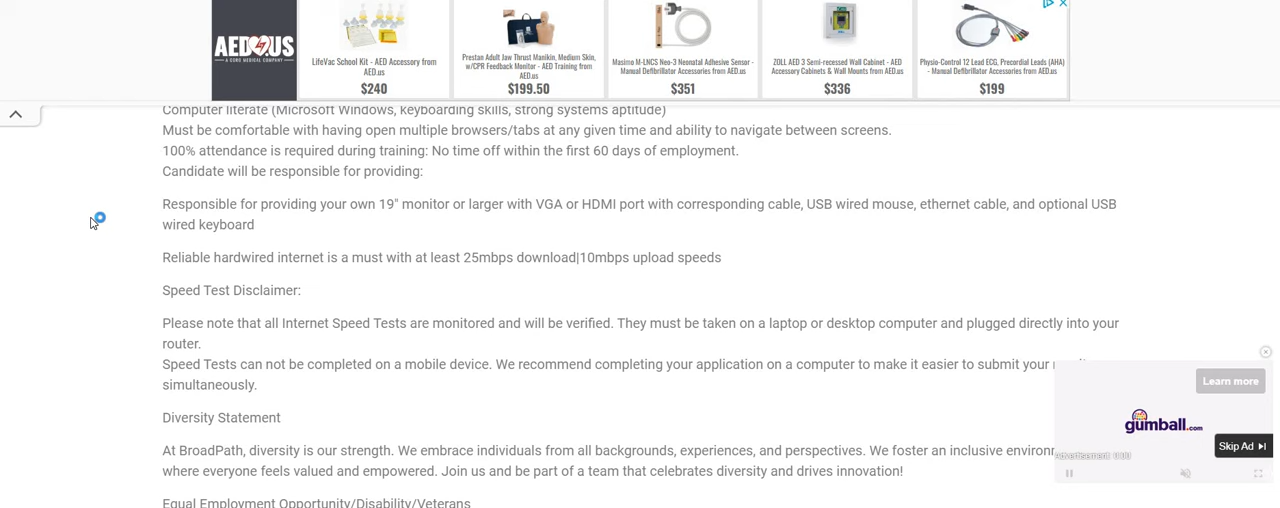 AED US
A CORO MEDICAL COMPANY
LifeVac School Kit - AED Accessory from
AED.us
$240
Prestan Adult Jaw Thrust Manikin, Medium Skin,
w/CPR Feedback Monitor - AED Training from
AED.us
$199.50
Masimo M-LNCS Neo-3 Neonatal Adhesive Sensor -
Manual Defibrillator Accessories from AED.us
$351
ZOLL AED 3 Semi-recessed Wall Cabinet - AED
Accessory Cabinets & Wall Mounts from AED.us
$336
Physio-Control 12 Lead ECG, Precordial Leads (AHA)
- Manual Defibrillator Accessories from AED.us
$199
Computer literate (Microsoft Windows, keyboarding skills, strong systems aptitude)
Must be comfortable with having open multiple browsers/tabs at any given time and ability to navigate between screens.
100% attendance is required during training: No time off within the first 60 days of employment.
Candidate will be responsible for providing:
Responsible for providing your own 19" monitor or larger with VGA or HDMI port with corresponding cable, USB wired mouse, ethernet cable, and optional USB
wired keyboard
Reliable hardwired internet is a must with at least 25mbps download|10mbps upload speeds
Speed Test Disclaimer:
Please note that all Internet Speed Tests are monitored and will be verified. They must be taken on a laptop or desktop computer and plugged directly into your
router.
Speed Tests can not be completed on a mobile device. We recommend completing your application on a computer to make it easier to submit your
simultaneously.
Diversity Statement
At BroadPath, diversity is our strength. We embrace individuals from all backgrounds, experiences, and perspectives. We foster an inclusive
where everyone feels valued and empowered. Join us and be part of a team that celebrates diversity and drives innovation!
Equal Employment Opportunity/Disability/Veterans
Learn more
gumball.com
Skip Ad